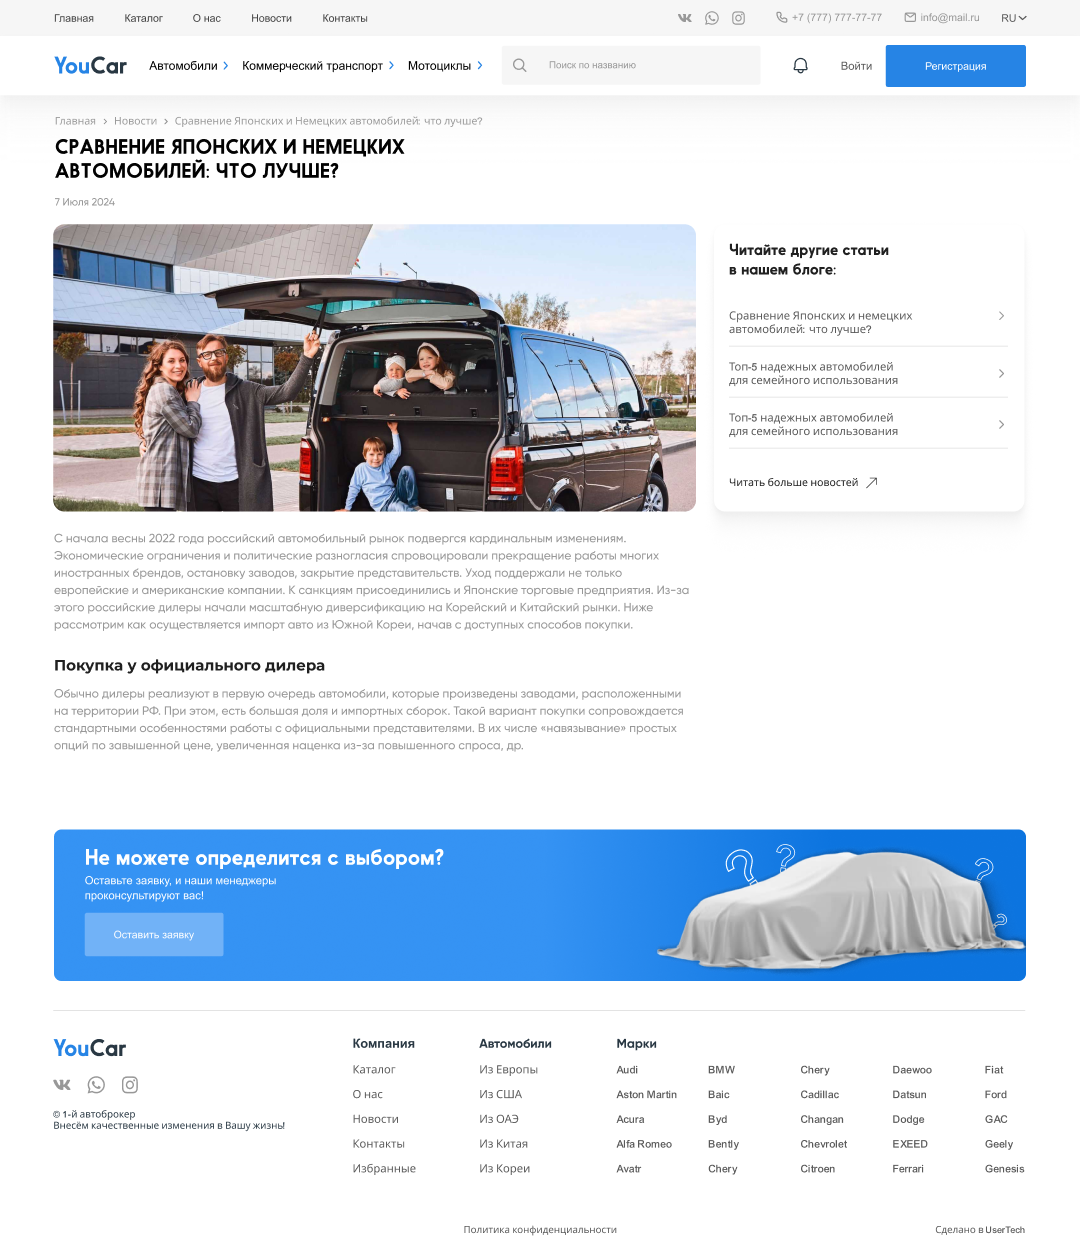 Главная Каталог О нас Новости Контакты +7 (777) 777-77-77 info@mail.ru RU
YouCar Автомобили Коммерческий транспорт Мотоциклы Поиск по названию Войти Регистрация
Главная Новости Сравнение Японских и Немецких автомобилей: что лучше?
СРАВНЕНИЕ ЯПОНСКИХ И НЕМЕЦКИХ
АВТОМОБИЛЕЙ: ЧТО ЛУЧШЕ?
7 Июля 2024
Читайте другие статьи
в нашем блоге:
Сравнение Японских и немецких
автомобилей: что лучше?
Топ-5 надежных автомобилей
для семейного использования
Топ-5 надежных автомобилей
для семейного использования
Читать больше новостей
С начала весны 2022 года российский автомобильный рынок подвергся кардинальным изменениям.
Экономические ограничения и политические разногласия спровоцировали прекращение работы многих
иностранных брендов, остановку заводов, закрытие представительств. Уход поддержали не только
европейские и американские компании. К санкциям присоединились и Японские торговые предприятия. Из-за
этого российские дилеры начали масштабную диверсификацию на Корейский и Китайский рынки. Ниже
рассмотрим как осуществляется импорт авто из Южной Кореи, начав с доступных способов покупки.
Покупка у официального дилера
Обычно дилеры реализуют в первую очередь автомобили, которые произведены заводами, расположенными
на территории РФ. При этом, есть большая доля и импортных сборок. Такой вариант покупки сопровождается
стандартными особенностями работы с официальными представителями. В их числе «навязывание» простых
опций по завышенной цене, увеличенная наценка из-за повышенного спроса, др.
Не можете определится с выбором?
Оставьте заявку, и наши менеджеры
проконсультируют вас!
Оставить заявку
YouCar
© 1-й автоброкер
Внесём качественные изменения в Вашу жизнь!
Компания Автомобили Марки
Каталог Из Европы Audi BMW Chery Daewoo Fiat
О нас Из США Aston Martin Baic Cadillac Datsun Ford
Новости Из ОАЭ Acura Byd Changan Dodge GAC
Контакты Из Китая Alfa Romeo Bently Chevrolet EXEED Geely
Избранные Из Кореи Avatr Chery Citroen Ferrari Genesis
Политика конфиденциальности Сделано в UserTech